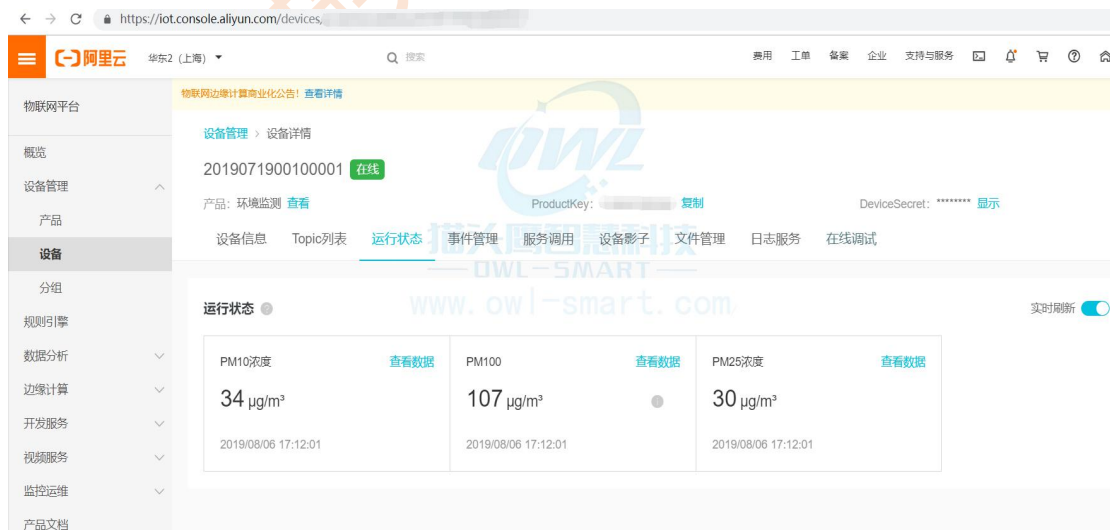 https://iot.console.aliyun.com/devices,
阿里云 华东2 (上海) 搜索 费用 工单 备案 企业 支持与服务
物联网平台
物联网边缘计算商业化公告! 查看详情
设备管理 > 设备详情
概览
2019071900100001 在线
设备管理
产品: 环境监测 查看 ProductKey: 复制 DeviceSecret: ******** 显示
产品
设备信息 Topic列表 运行状态 事件管理 服务调用 设备影子 文件管理 日志服务 在线调试
设备
分组
OWL
猫头鹰智慧科技
OWL-SMART
www.owl-smart.com
运行状态 实时刷新
规则引擎
数据分析
边缘计算
开发服务
视频服务
监控运维
产品文档
PM10浓度 查看数据
34 μg/m³
2019/08/06 17:12:01
PM100 查看数据
107 μg/m³
2019/08/06 17:12:01
PM25浓度 查看数据
30 μg/m³
2019/08/06 17:12:01